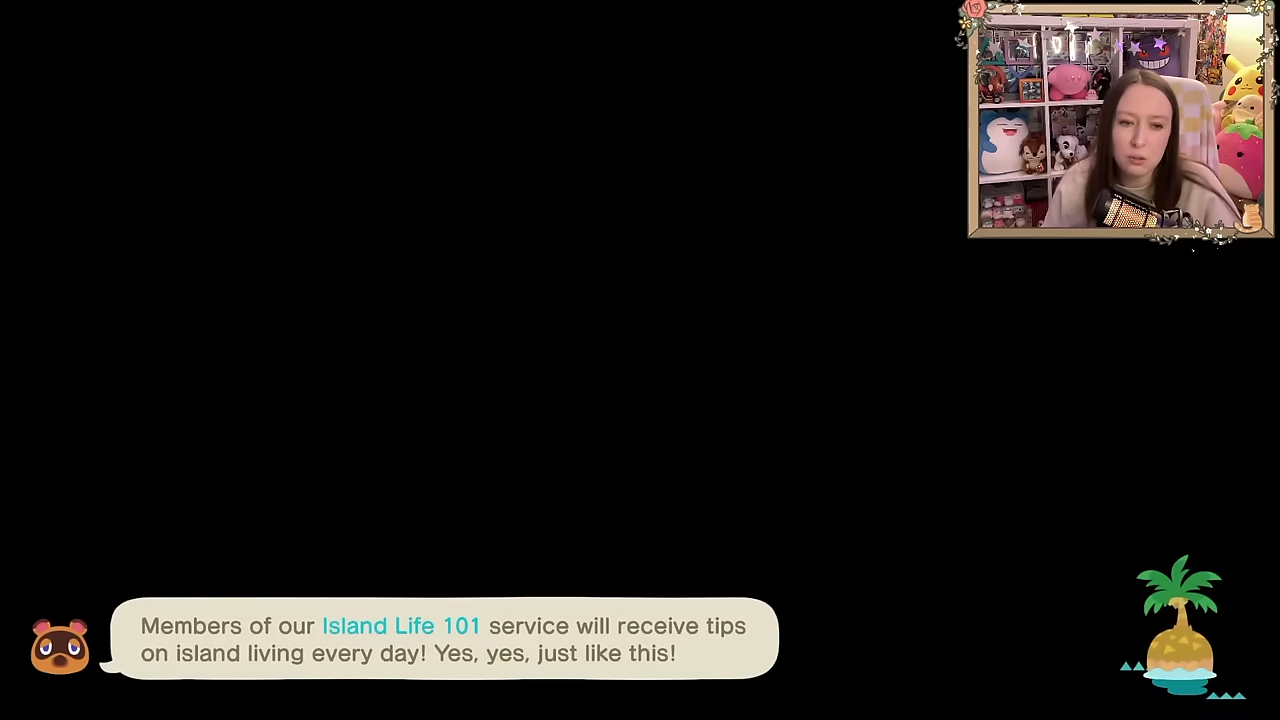 Members of our Island Life 101 service will receive tips
on island living every day! Yes, yes, just like this!